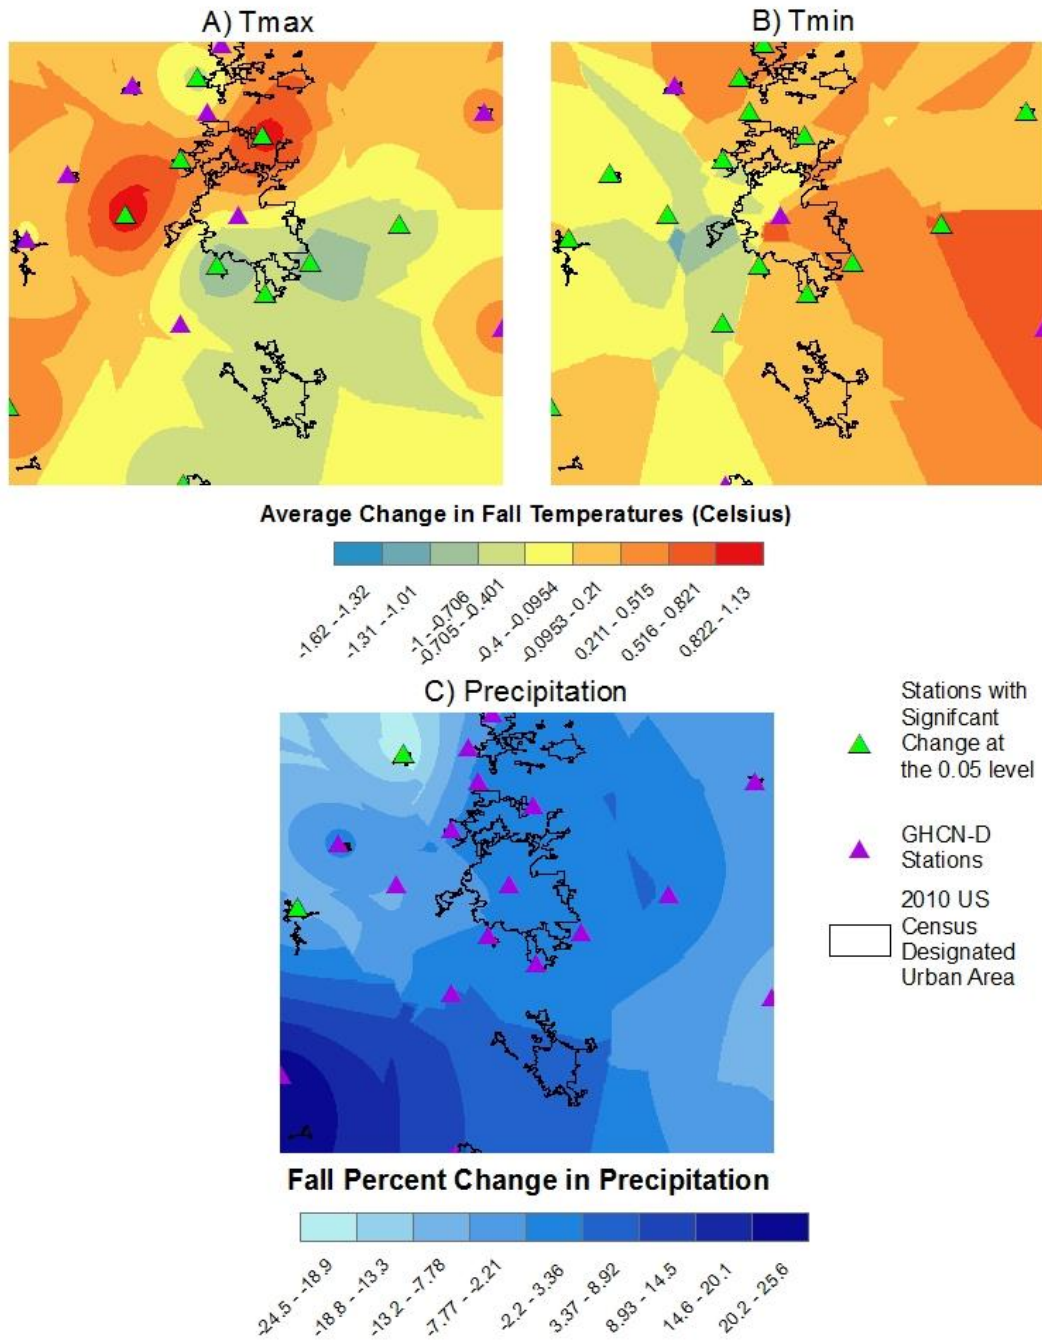 A) Tmax
B) Tmin
Average Change in Fall Temperatures (Celsius)
-1.62 - -1.32
-1.31 - -1.01
-1 - -0.706
-0.705 - -0.401
-0.4 - -0.0954
-0.0953 - 0.21
0.211 - 0.515
0.516 - 0.821
0.822 - 1.13
C) Precipitation
Stations with
Signifcant
Change at
the 0.05 level
GHCN-D
Stations
2010 US
Census
Designated
Urban Area
Fall Percent Change in Precipitation
-24.5 - -18.9
-18.8 - -13.3
-13.2 - -7.78
-7.77 - -2.21
-2.2 - 3.36
3.37 - 8.92
8.93 - 14.5
14.6 - 20.1
20.2 - 25.6